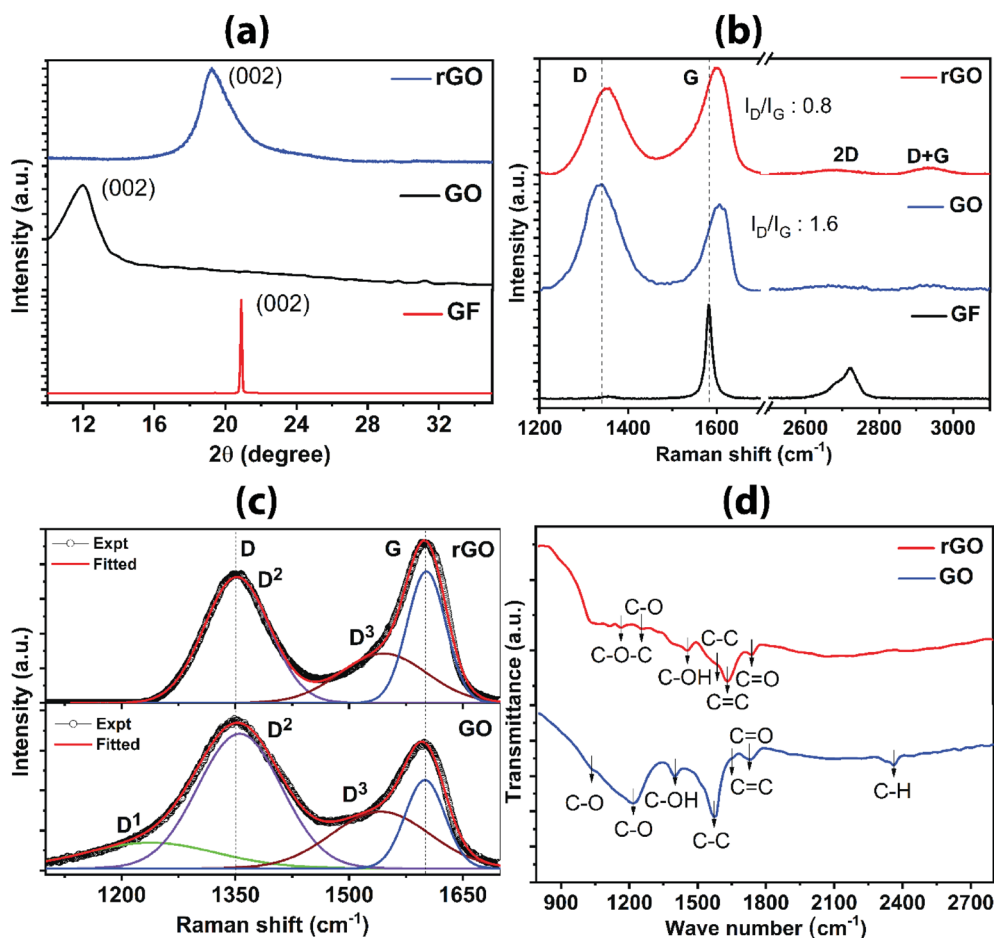 (a)
(002)
rGO
(002)
GO
(002)
GF
Intensity (a.u.)
12 16 20 24 28 32
2θ (degree)
(b)
D
G
rGO
I_D/I_G : 0.8
2D
D+G
GO
I_D/I_G : 1.6
GF
Intensity (a.u.)
1200 1400 1600 2600 2800 3000
Raman shift (cm⁻¹)
(c)
Expt
Fitted
D
G
rGO
D²
D³
Expt
Fitted
GO
D²
D³
D¹
Intensity (a.u.)
1200 1350 1500 1650
Raman shift (cm⁻¹)
(d)
rGO
GO
C-O
C-C
C-O-C
C-OH
C=O
C=C
C=O
C-O
C-OH
C=C
C-H
C-O
C-C
Transmittance (a.u.)
900 1200 1500 1800 2100 2400 2700
Wave number (cm⁻¹)